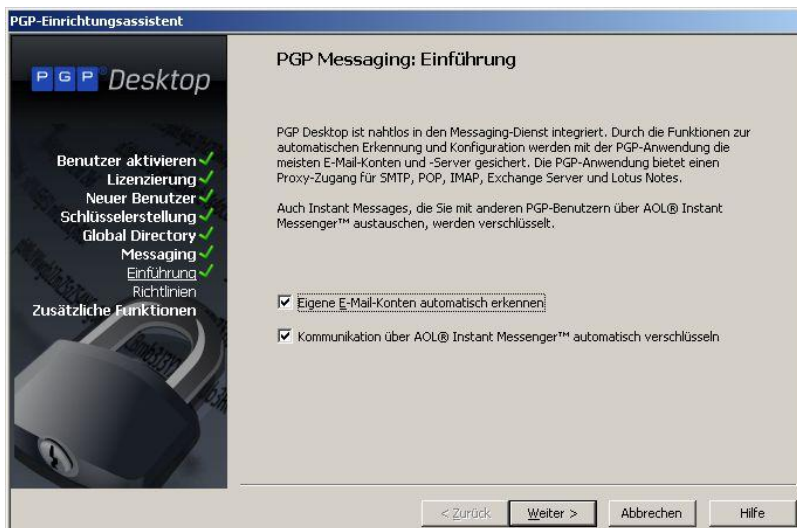 PGP-Einrichtungsassistent
PGP Desktop
Benutzer aktivieren
Lizenzierung
Neuer Benutzer
Schlüsselerstellung
Global Directory
Messaging
Einführung
Richtlinien
Zusätzliche Funktionen
PGP Messaging: Einführung
PGP Desktop ist nahtlos in den Messaging-Dienst integriert. Durch die Funktionen zur
automatischen Erkennung und Konfiguration werden mit der PGP-Anwendung die
meisten E-Mail-Konten und -Server gesichert. Die PGP-Anwendung bietet einen
Proxy-Zugang für SMTP, POP, IMAP, Exchange Server und Lotus Notes.
Auch Instant Messages, die Sie mit anderen PGP-Benutzern über AOL® Instant
Messenger™ austauschen, werden verschlüsselt.
Eigene E-Mail-Konten automatisch erkennen
Kommunikation über AOL® Instant Messenger™ automatisch verschlüsseln
< Zurück
Weiter >
Abbrechen
Hilfe